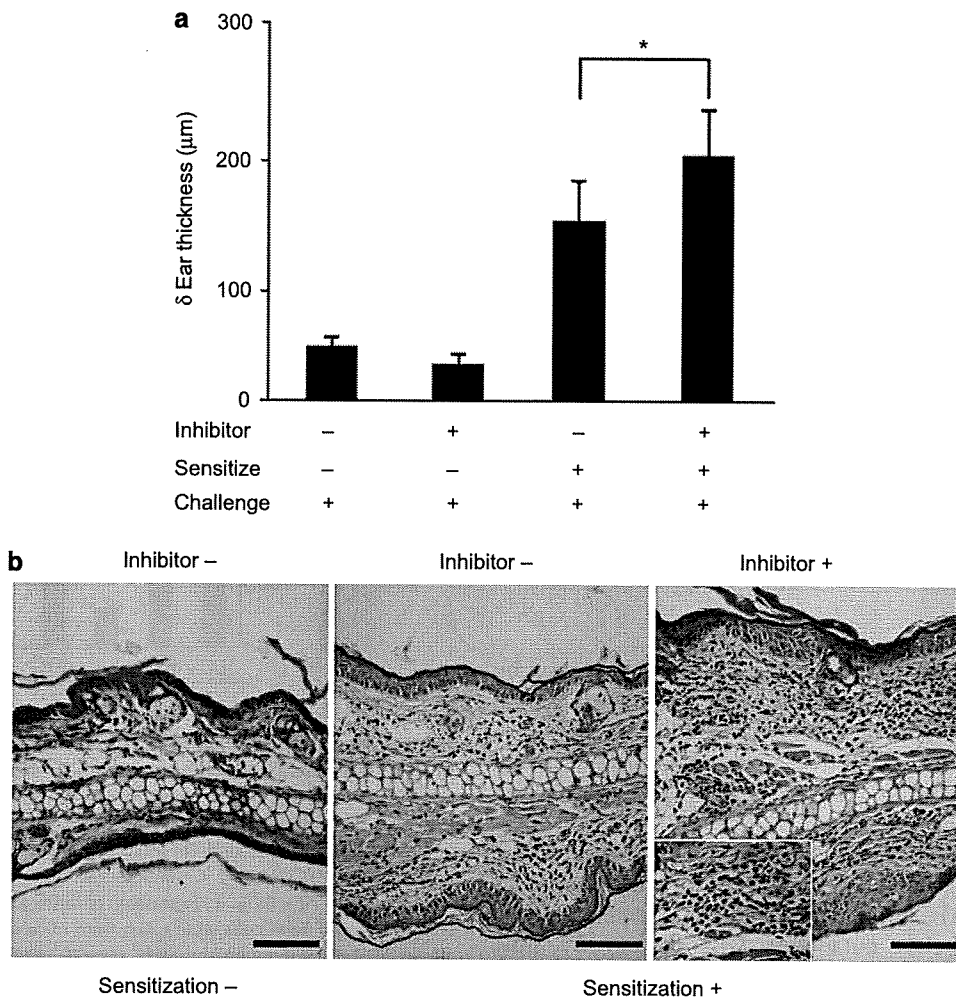 a
300
200
100
0
δ Ear thickness (μm)
*
Inhibitor – + – +
Sensitize – – + +
Challenge + + + +
b
Inhibitor – Inhibitor – Inhibitor +
Sensitization – Sensitization +